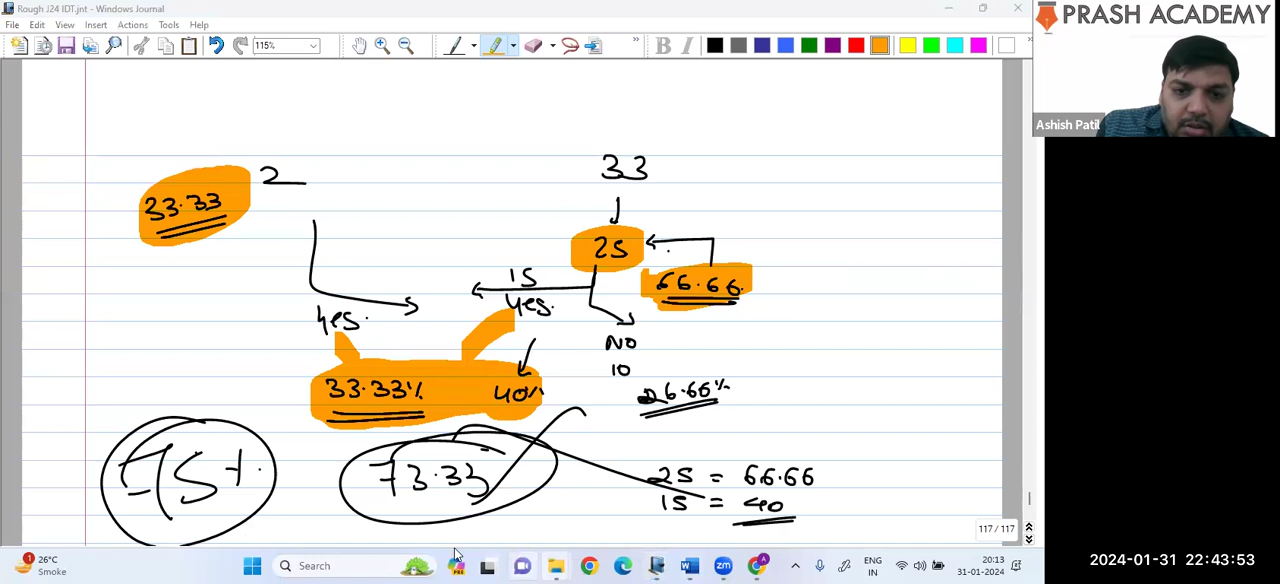 Rough J24 IDT.jnt - Windows Journal
File Edit View Insert Actions Tools Help
115%
B I
PRASH ACADEMY
Ashish Patil
2
33
33.33
25
15
66.66
Yes.
Yes.
NO
10
33.33%
40%
26.66%
75%
73.33
25 = 66.66
15 = 40
117 / 117
26°C
Smoke
Search
PRE
ENG
IN
20:13
31-01-2024
2024-01-31 22:43:53